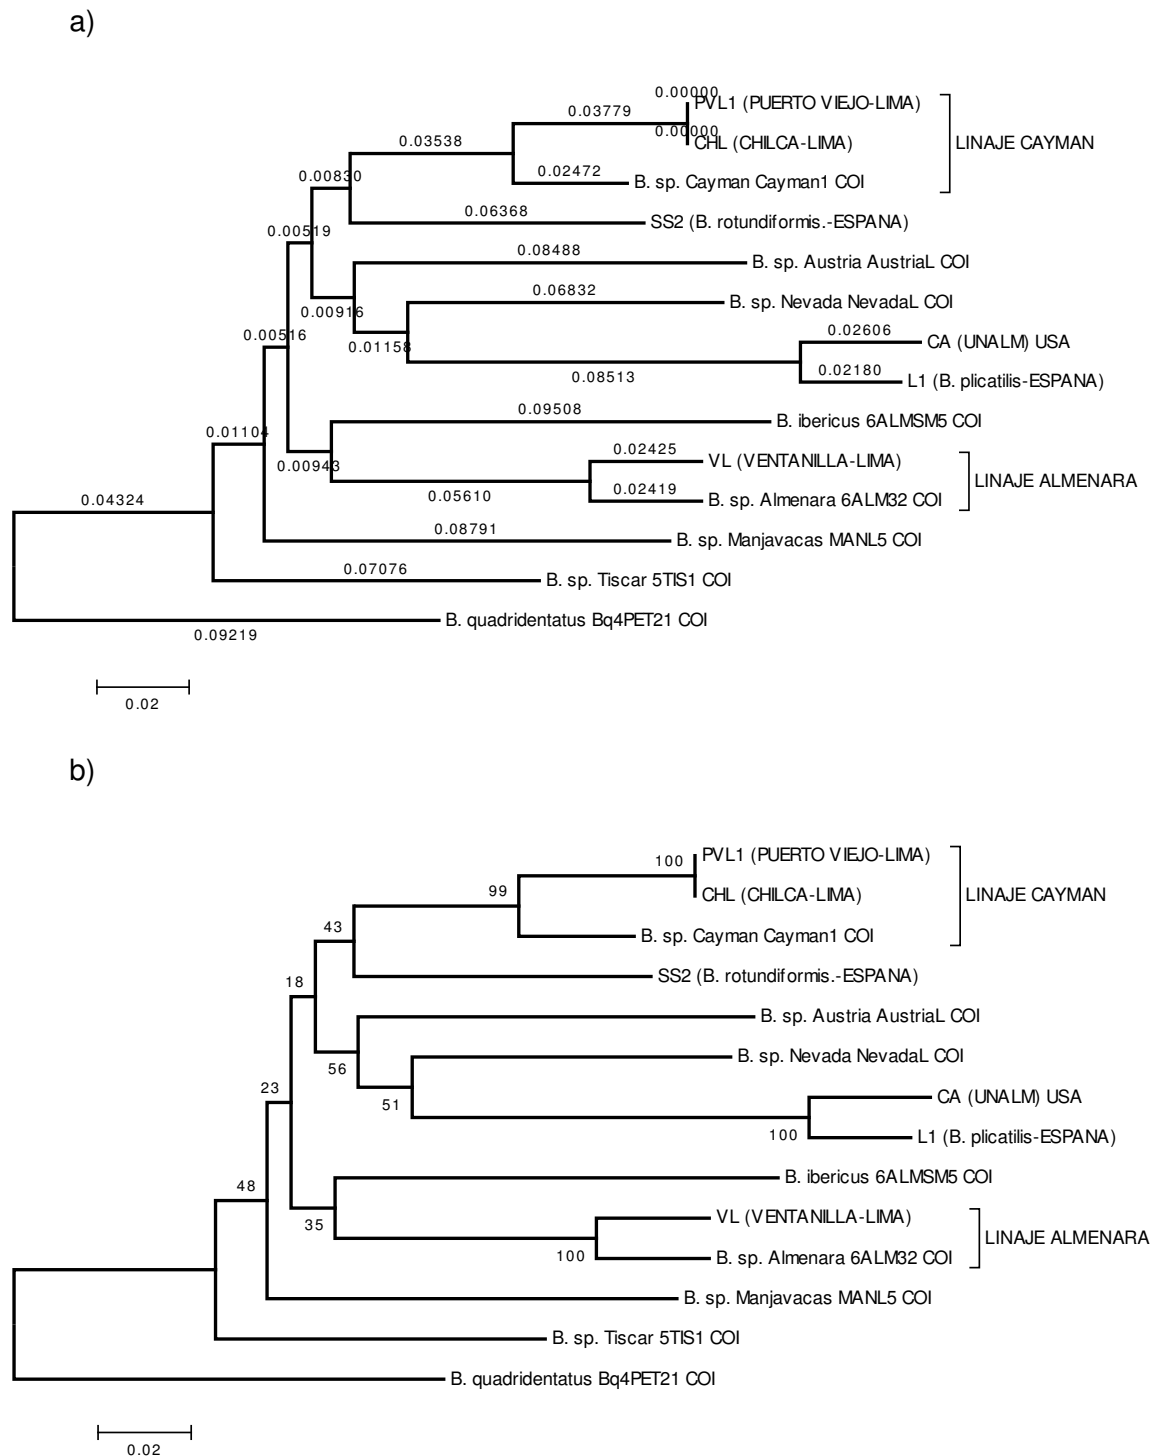 a)
0.00000
PVL1 (PUERTO VIEJO-LIMA)
0.03779
0.00000
CHL (CHILCA-LIMA)
LINAJE CAYMAN
0.03538
0.02472
B. sp. Cayman Cayman1 COI
0.00830
0.06368
SS2 (B. rotundiformis.-ESPANA)
0.00519
0.08488
B. sp. Austria AustriaL COI
0.06832
B. sp. Nevada NevadaL COI
0.00916
0.02606
CA (UNALM) USA
0.00516
0.01158
0.02180
L1 (B. plicatilis-ESPANA)
0.08513
0.09508
B. ibericus 6ALMSM5 COI
0.01104
0.02425
VL (VENTANILLA-LIMA)
0.00943
LINAJE ALMENARA
0.05610
0.02419
B. sp. Almenara 6ALM32 COI
0.04324
0.08791
B. sp. Manjavacas MANL5 COI
0.07076
B. sp. Tiscar 5TIS1 COI
B. quadridentatus Bq4PET21 COI
0.09219
0.02
b)
100
PVL1 (PUERTO VIEJO-LIMA)
99
CHL (CHILCA-LIMA)
LINAJE CAYMAN
43
B. sp. Cayman Cayman1 COI
SS2 (B. rotundiformis.-ESPANA)
18
B. sp. Austria AustriaL COI
56
B. sp. Nevada NevadaL COI
23
51
CA (UNALM) USA
100
L1 (B. plicatilis-ESPANA)
48
B. ibericus 6ALMSM5 COI
35
VL (VENTANILLA-LIMA)
LINAJE ALMENARA
100
B. sp. Almenara 6ALM32 COI
B. sp. Manjavacas MANL5 COI
B. sp. Tiscar 5TIS1 COI
B. quadridentatus Bq4PET21 COI
0.02